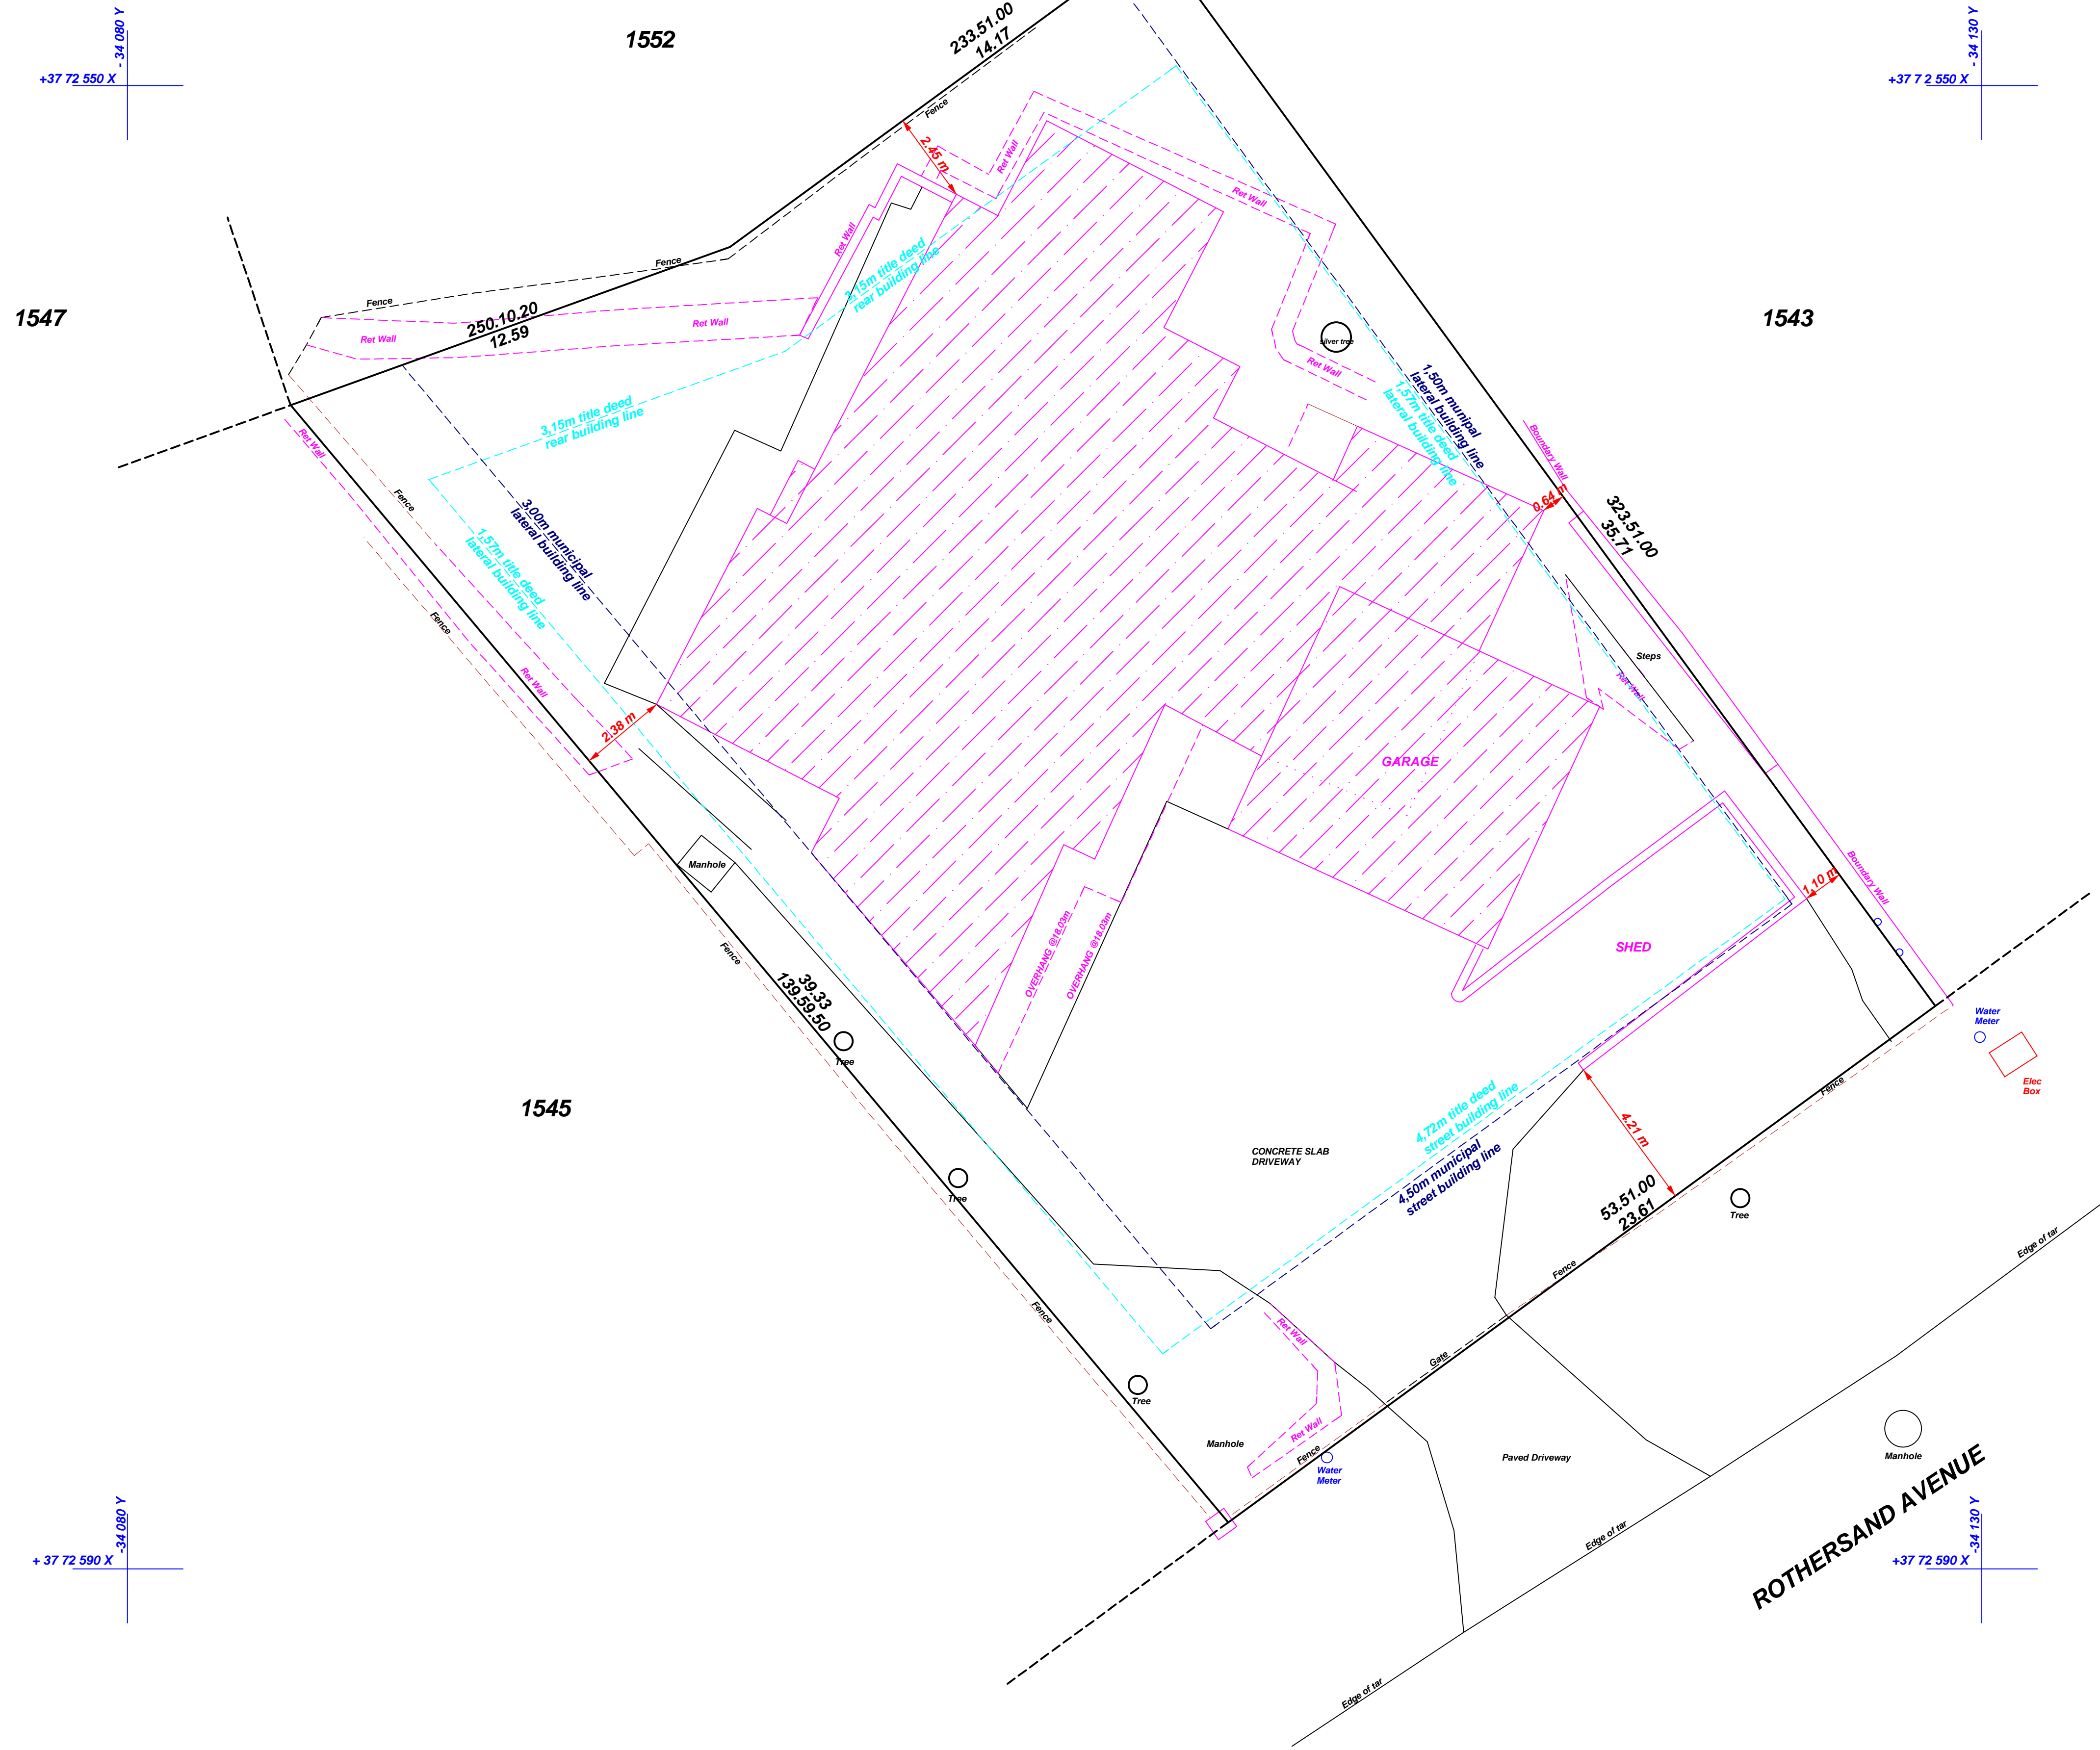 - 34 080 Y
+37 72 550 X
1552
233.51.00
14.17
- 34 130 Y
+37 7 2 550 X
Fence
2.45 m
Ret Wall
Ret Wall
Ret Wall
3,15m title deed
rear building line
Fence
Fence
1547
250.10.20
12.59
Ret Wall
Ret Wall
silver tree
Ret Wall
1543
1,50m munipal
lateral building line
1,57m title deed
lateral building line
3,15m title deed
rear building line
Ret Wall
Fence
Boundary Wall
0.64 m
323.51.00
35.71
3,00m municipal
lateral building line
1,57m title deed
lateral building line
Fence
Steps
Ret Wall
Ret Wall
2.38 m
GARAGE
Manhole
1.10 m
Boundary Wall
OVERHANG @18.03m
OVERHANG @18.03m
SHED
Fence
39.33
139.59.50
Tree
Water
Meter
Elec
Box
1545
4,72m title deed
street building line
4.21 m
Fence
CONCRETE SLAB
DRIVEWAY
4,50m municipal
street building line
Tree
53.51.00
23.61
Tree
Edge of tar
Fence
Fence
Ret Wall
Gate
Tree
Ret Wall
Manhole
Fence
Water
Meter
Paved Driveway
Manhole
ROTHERSAND AVENUE
-34 080 Y
+ 37 72 590 X
-34 130 Y
+37 72 590 X
Edge of tar
Edge of tar